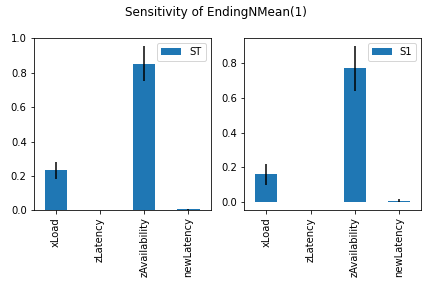 Sensitivity of EndingNMean(1)
1.0
0.8
0.6
0.4
0.2
0.0
ST
xLoad
zLatency
zAvailability
newLatency
0.8
0.6
0.4
0.2
0.0
S1
xLoad
zLatency
zAvailability
newLatency